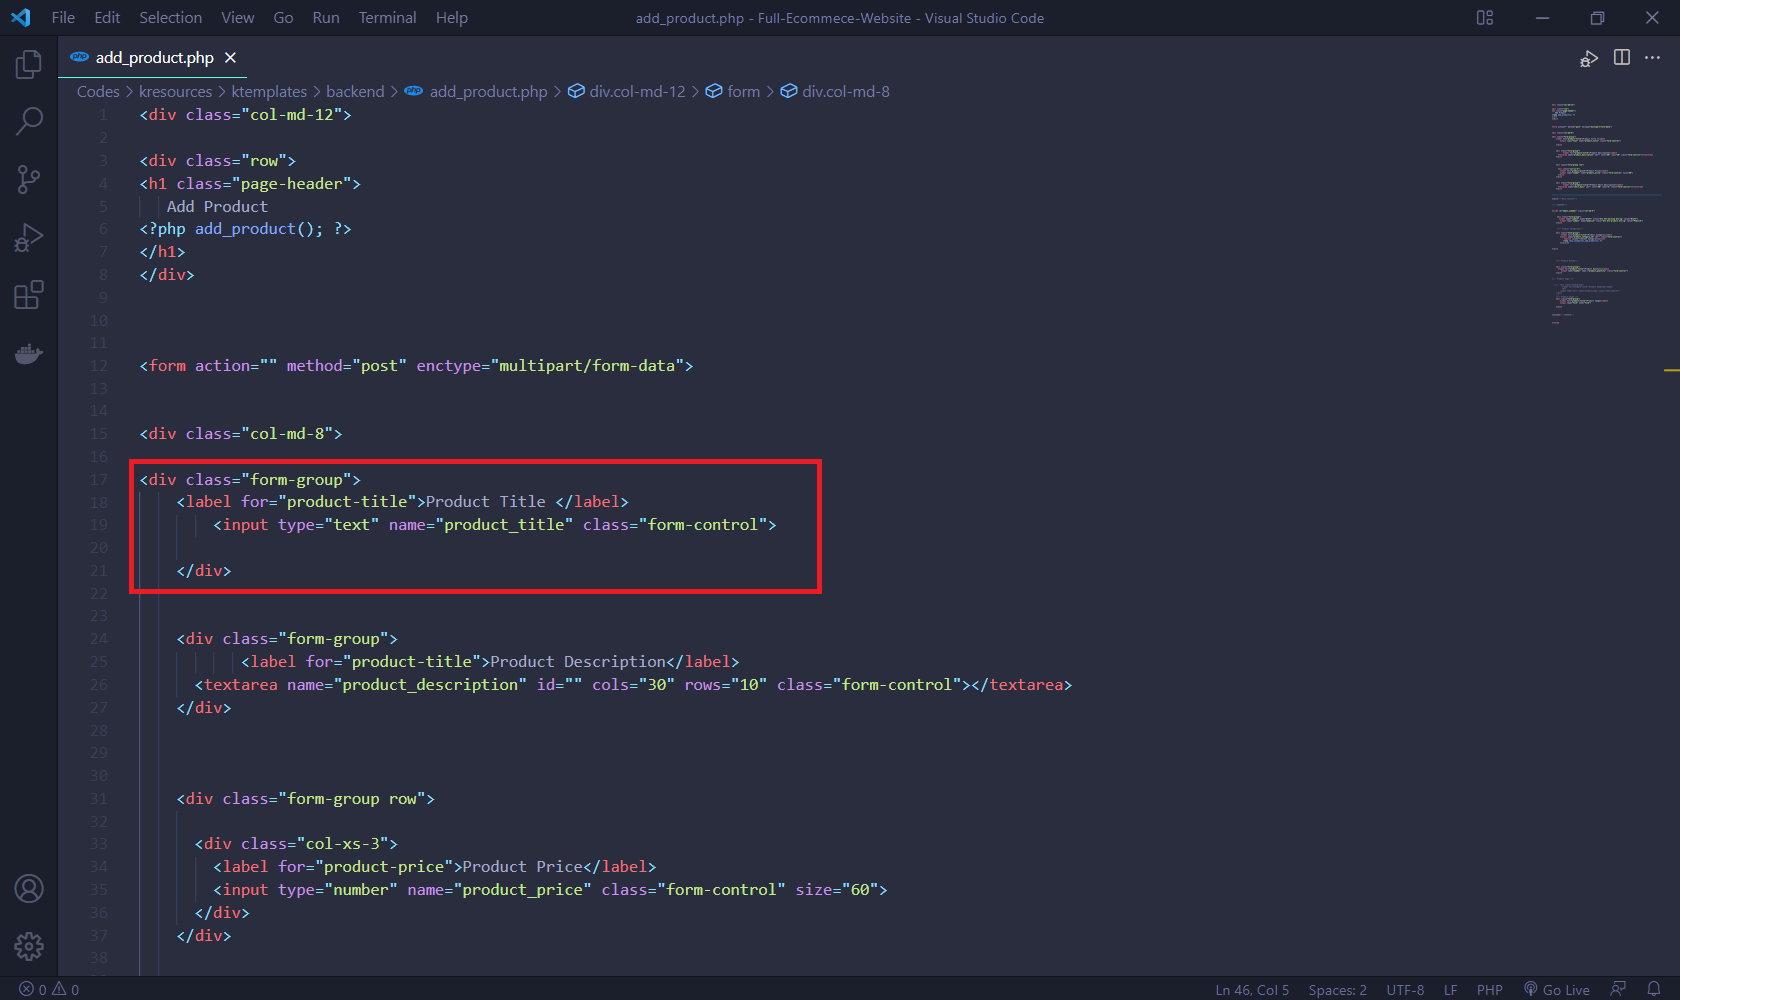 File Edit Selection View Go Run Terminal Help
add_product.php - Full-Ecommece-Website - Visual Studio Code
php add_product.php
Codes > kresources > ktemplates > backend > php add_product.php > div.col-md-12 > form > div.col-md-8
1 <div class="col-md-12">
2
3 <div class="row">
4 <h1 class="page-header">
5 Add Product
6 <?php add_product(); ?>
7 </h1>
8 </div>
9
10
11
12 <form action="" method="post" enctype="multipart/form-data">
13
14
15 <div class="col-md-8">
16
17 <div class="form-group">
18 <label for="product-title">Product Title </label>
19 <input type="text" name="product_title" class="form-control">
20
21 </div>
22
23
24 <div class="form-group">
25 <label for="product-title">Product Description</label>
26 <textarea name="product_description" id="" cols="30" rows="10" class="form-control"></textarea>
27 </div>
28
29
30
31 <div class="form-group row">
32
33 <div class="col-xs-3">
34 <label for="product-price">Product Price</label>
35 <input type="number" name="product_price" class="form-control" size="60">
36 </div>
37 </div>
38
0 0
Ln 46, Col 5 Spaces: 2 UTF-8 LF PHP Go Live